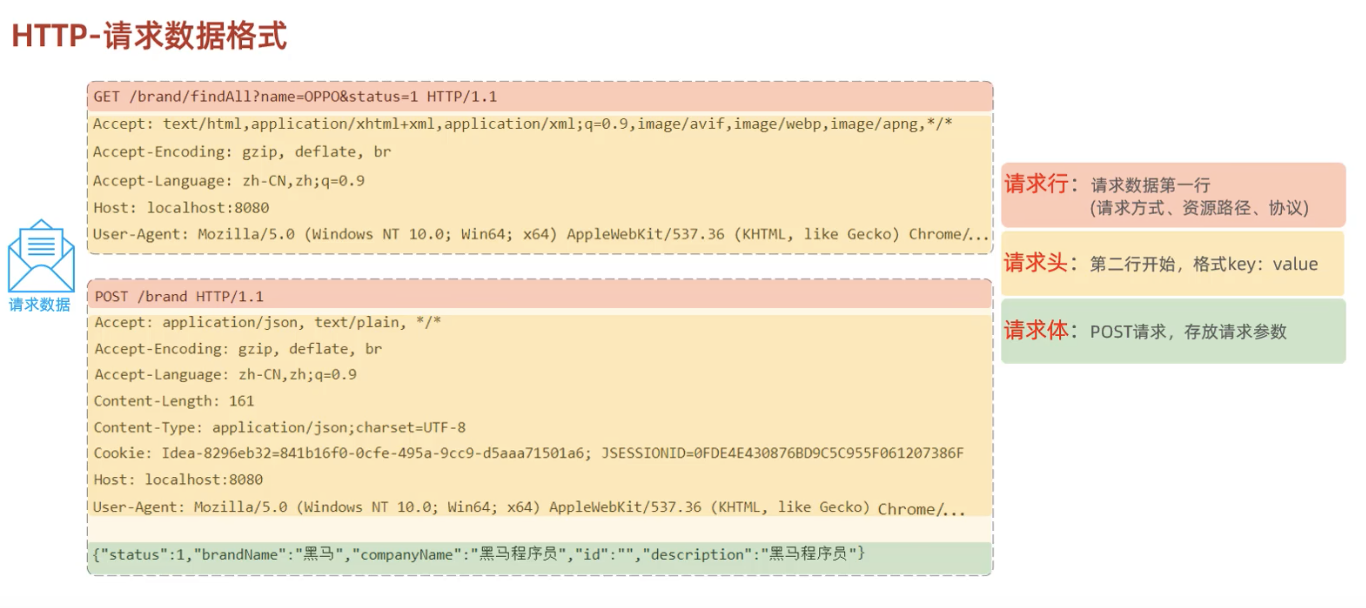 HTTP-请求数据格式
GET /brand/findAll?name=OPPO&status=1 HTTP/1.1
Accept: text/html,application/xhtml+xml,application/xml;q=0.9,image/avif,image/webp,image/apng,*/*
Accept-Encoding: gzip, deflate, br
Accept-Language: zh-CN,zh;q=0.9
Host: localhost:8080
User-Agent: Mozilla/5.0 (Windows NT 10.0; Win64; x64) AppleWebKit/537.36 (KHTML, like Gecko) Chrome/...
请求数据
POST /brand HTTP/1.1
Accept: application/json, text/plain, */*
Accept-Encoding: gzip, deflate, br
Accept-Language: zh-CN,zh;q=0.9
Content-Length: 161
Content-Type: application/json;charset=UTF-8
Cookie: Idea-8296eb32=841b16f0-0cfe-495a-9cc9-d5aaa71501a6; JSESSIONID=0FDE4E430876BD9C5C955F061207386F
Host: localhost:8080
User-Agent: Mozilla/5.0 (Windows NT 10.0; Win64; x64) AppleWebKit/537.36 (KHTML, like Gecko) Chrome/...
{"status":1,"brandName":"黑马","companyName":"黑马程序员","id":"","description":"黑马程序员"}
请求行：请求数据第一行
(请求方式、资源路径、协议)
请求头：第二行开始，格式key：value
请求体：POST请求，存放请求参数